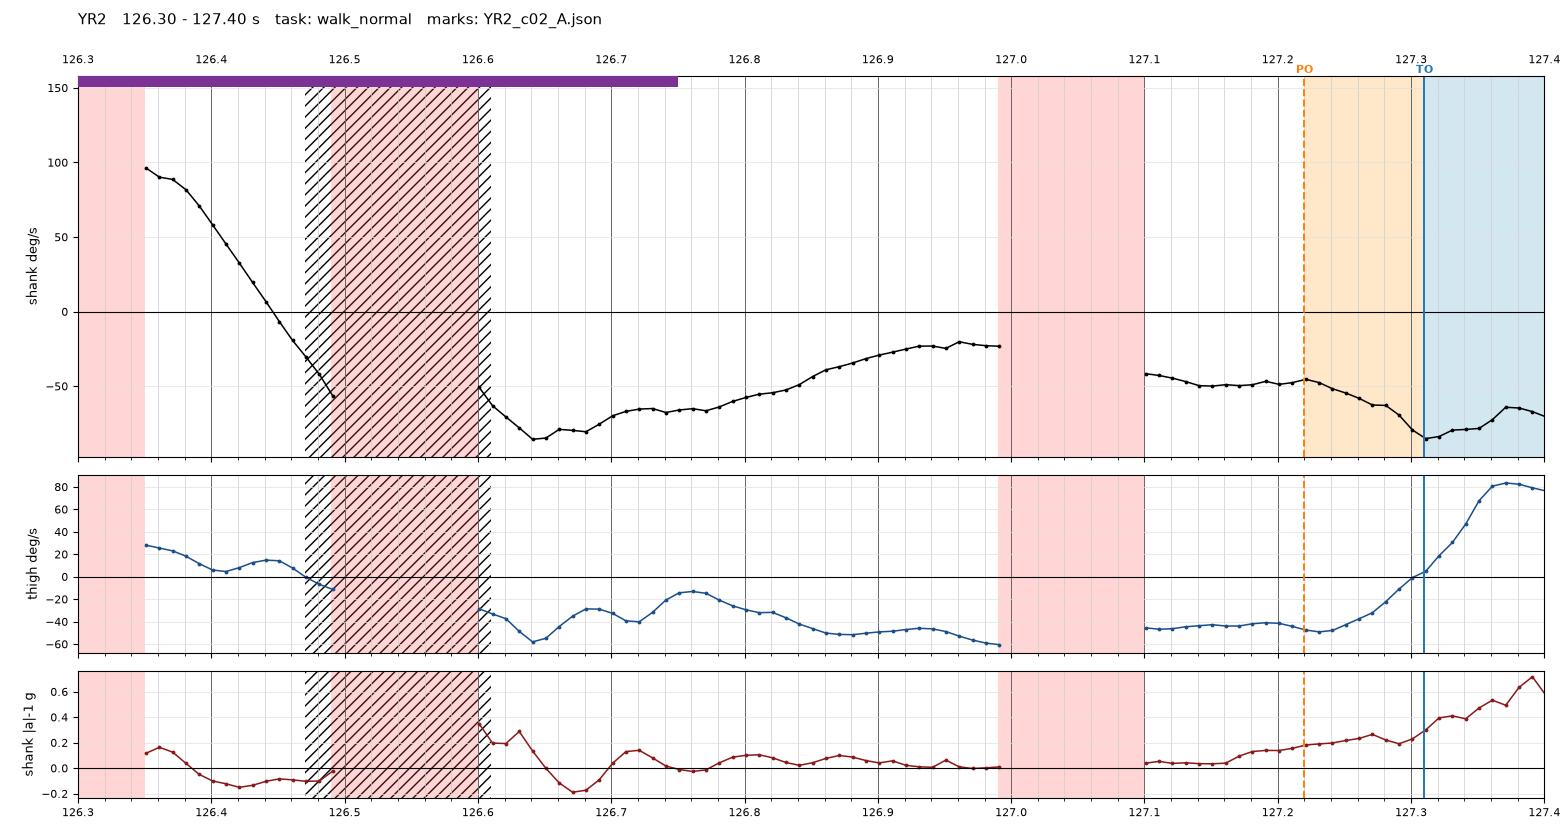 YR2   126.30 - 127.40 s   task: walk_normal   marks: YR2_c02_A.json
126.3 126.4 126.5 126.6 126.7 126.8 126.9 127.0 127.1 127.2 127.3 127.4
PO TO
150
100
50
0
−50
shank deg/s
80
60
40
20
0
−20
−40
−60
thigh deg/s
0.6
0.4
0.2
0.0
−0.2
shank |a|-1 g
126.3 126.4 126.5 126.6 126.7 126.8 126.9 127.0 127.1 127.2 127.3 127.4